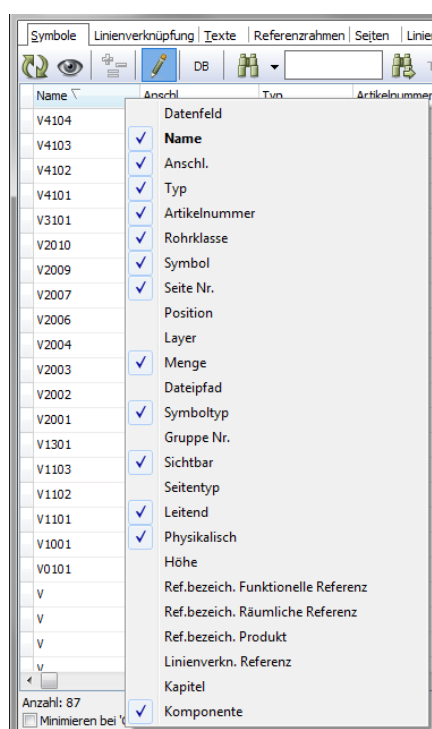 Symbole Linienverknüpfung Texte Referenzrahmen Seiten Linien
DB
Name Anschl. Typ Artikelnummer
V4104
V4103
V4102
V4101
V3101
V2010
V2009
V2007
V2006
V2004
V2003
V2002
V2001
V1301
V1103
V1102
V1101
V1001
V0101
V
V
V
V
Datenfeld
Name
Anschl.
Typ
Artikelnummer
Rohrklasse
Symbol
Seite Nr.
Position
Layer
Menge
Dateipfad
Symboltyp
Gruppe Nr.
Sichtbar
Seitentyp
Leitend
Physikalisch
Höhe
Ref.bezeich. Funktionelle Referenz
Ref.bezeich. Räumliche Referenz
Ref.bezeich. Produkt
Linienverkn. Referenz
Kapitel
Komponente
Anzahl: 87
Minimieren bei